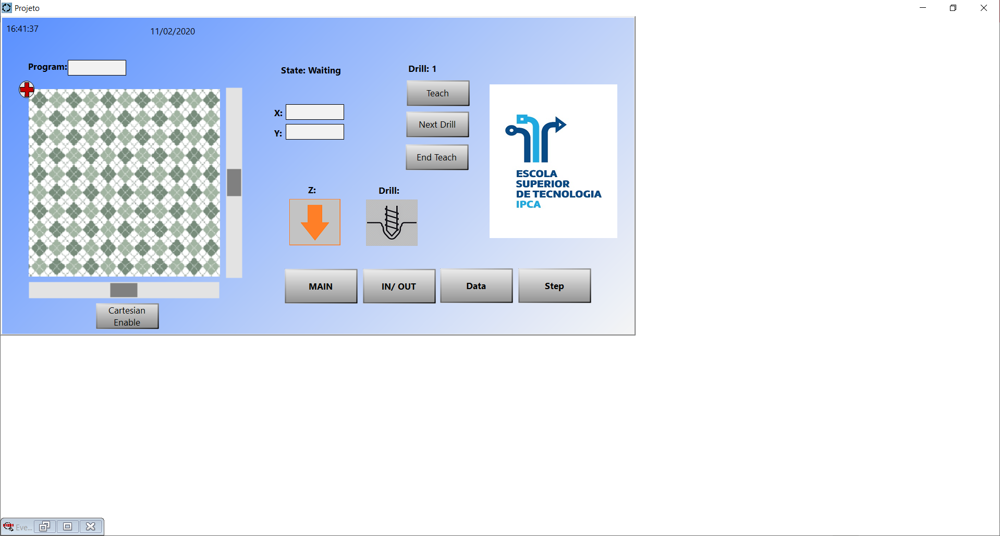 Projeto
16:41:37
11/02/2020
Program:
State: Waiting
Drill: 1
Teach
X:
Next Drill
Y:
End Teach
ESCOLA
SUPERIOR
DE TECNOLOGIA
IPCA
Z:
Drill:
MAIN
IN/ OUT
Data
Step
Cartesian
Enable
Eve...